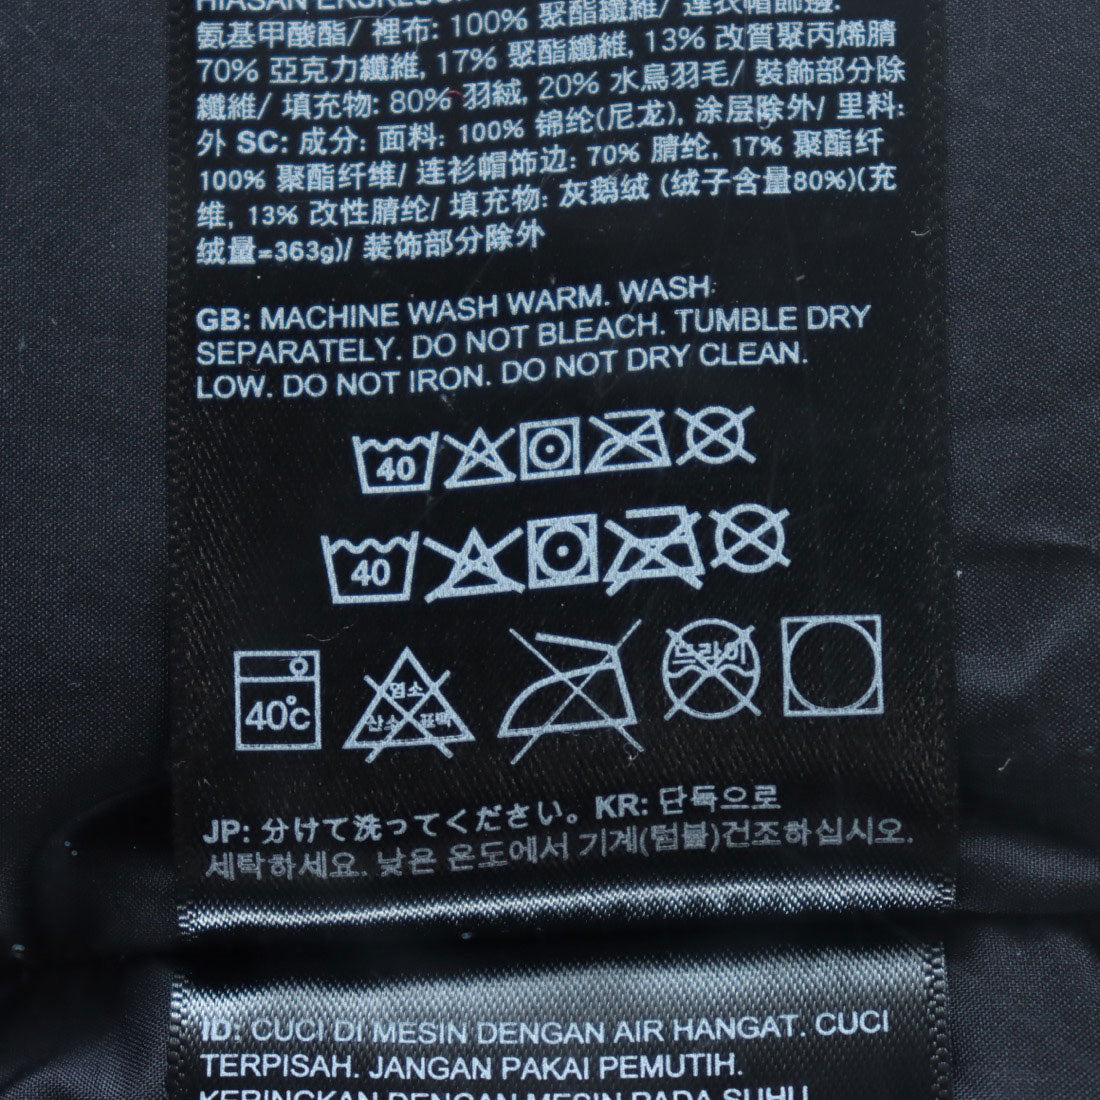 HIASAN EKSKLUSIF
氨基甲酸酯/ 裡布: 100% 聚酯纖維/ 連衣帽飾邊:
70% 亞克力纖維, 17% 聚酯纖維, 13% 改質聚丙烯腈
纖維/ 填充物: 80% 羽絨, 20% 水鳥羽毛/ 裝飾部分除
外 SC: 成分: 面料: 100% 锦纶(尼龙), 涂层除外/ 里料:
100% 聚酯纤维/ 连衫帽饰边: 70% 腈纶, 17% 聚酯纤
维, 13% 改性腈纶/ 填充物: 灰鹅绒 (绒子含量80%)(充
绒量=363g)/ 装饰部分除外
GB: MACHINE WASH WARM. WASH
SEPARATELY. DO NOT BLEACH. TUMBLE DRY
LOW. DO NOT IRON. DO NOT DRY CLEAN.
40
40
40℃ 염소 산소 표백 드라이
JP: 分けて洗ってください。 KR: 단독으로
세탁하세요. 낮은 온도에서 기계(텀블)건조하십시오.
ID: CUCI DI MESIN DENGAN AIR HANGAT. CUCI
TERPISAH. JANGAN PAKAI PEMUTIH.
KERINGKAN DENGAN MESIN PADA SUHU